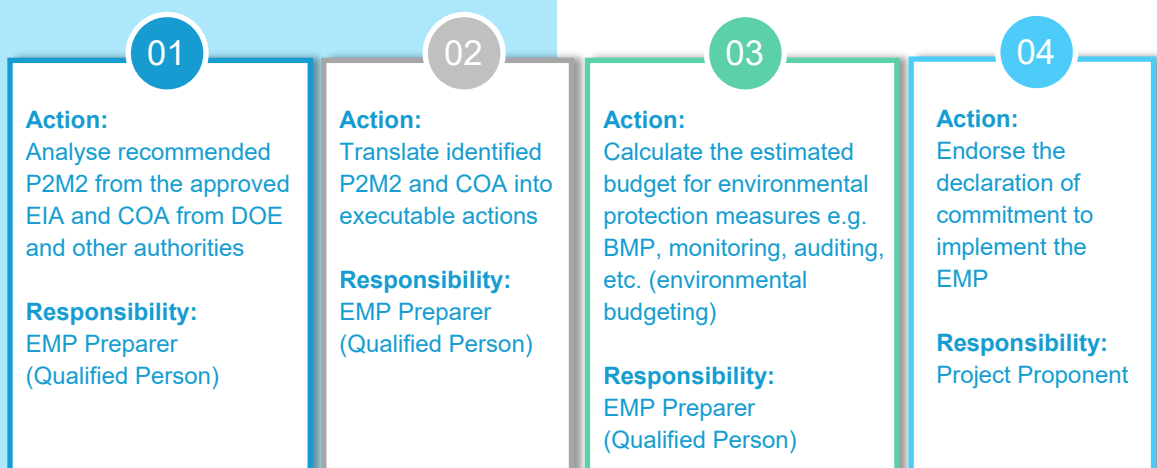 01
Action:
Analyse recommended
P2M2 from the approved
EIA and COA from DOE
and other authorities
Responsibility:
EMP Preparer
(Qualified Person)
02
Action:
Translate identified
P2M2 and COA into
executable actions
Responsibility:
EMP Preparer
(Qualified Person)
03
Action:
Calculate the estimated
budget for environmental
protection measures e.g.
BMP, monitoring, auditing,
etc. (environmental
budgeting)
Responsibility:
EMP Preparer
(Qualified Person)
04
Action:
Endorse the
declaration of
commitment to
implement the
EMP
Responsibility:
Project Proponent